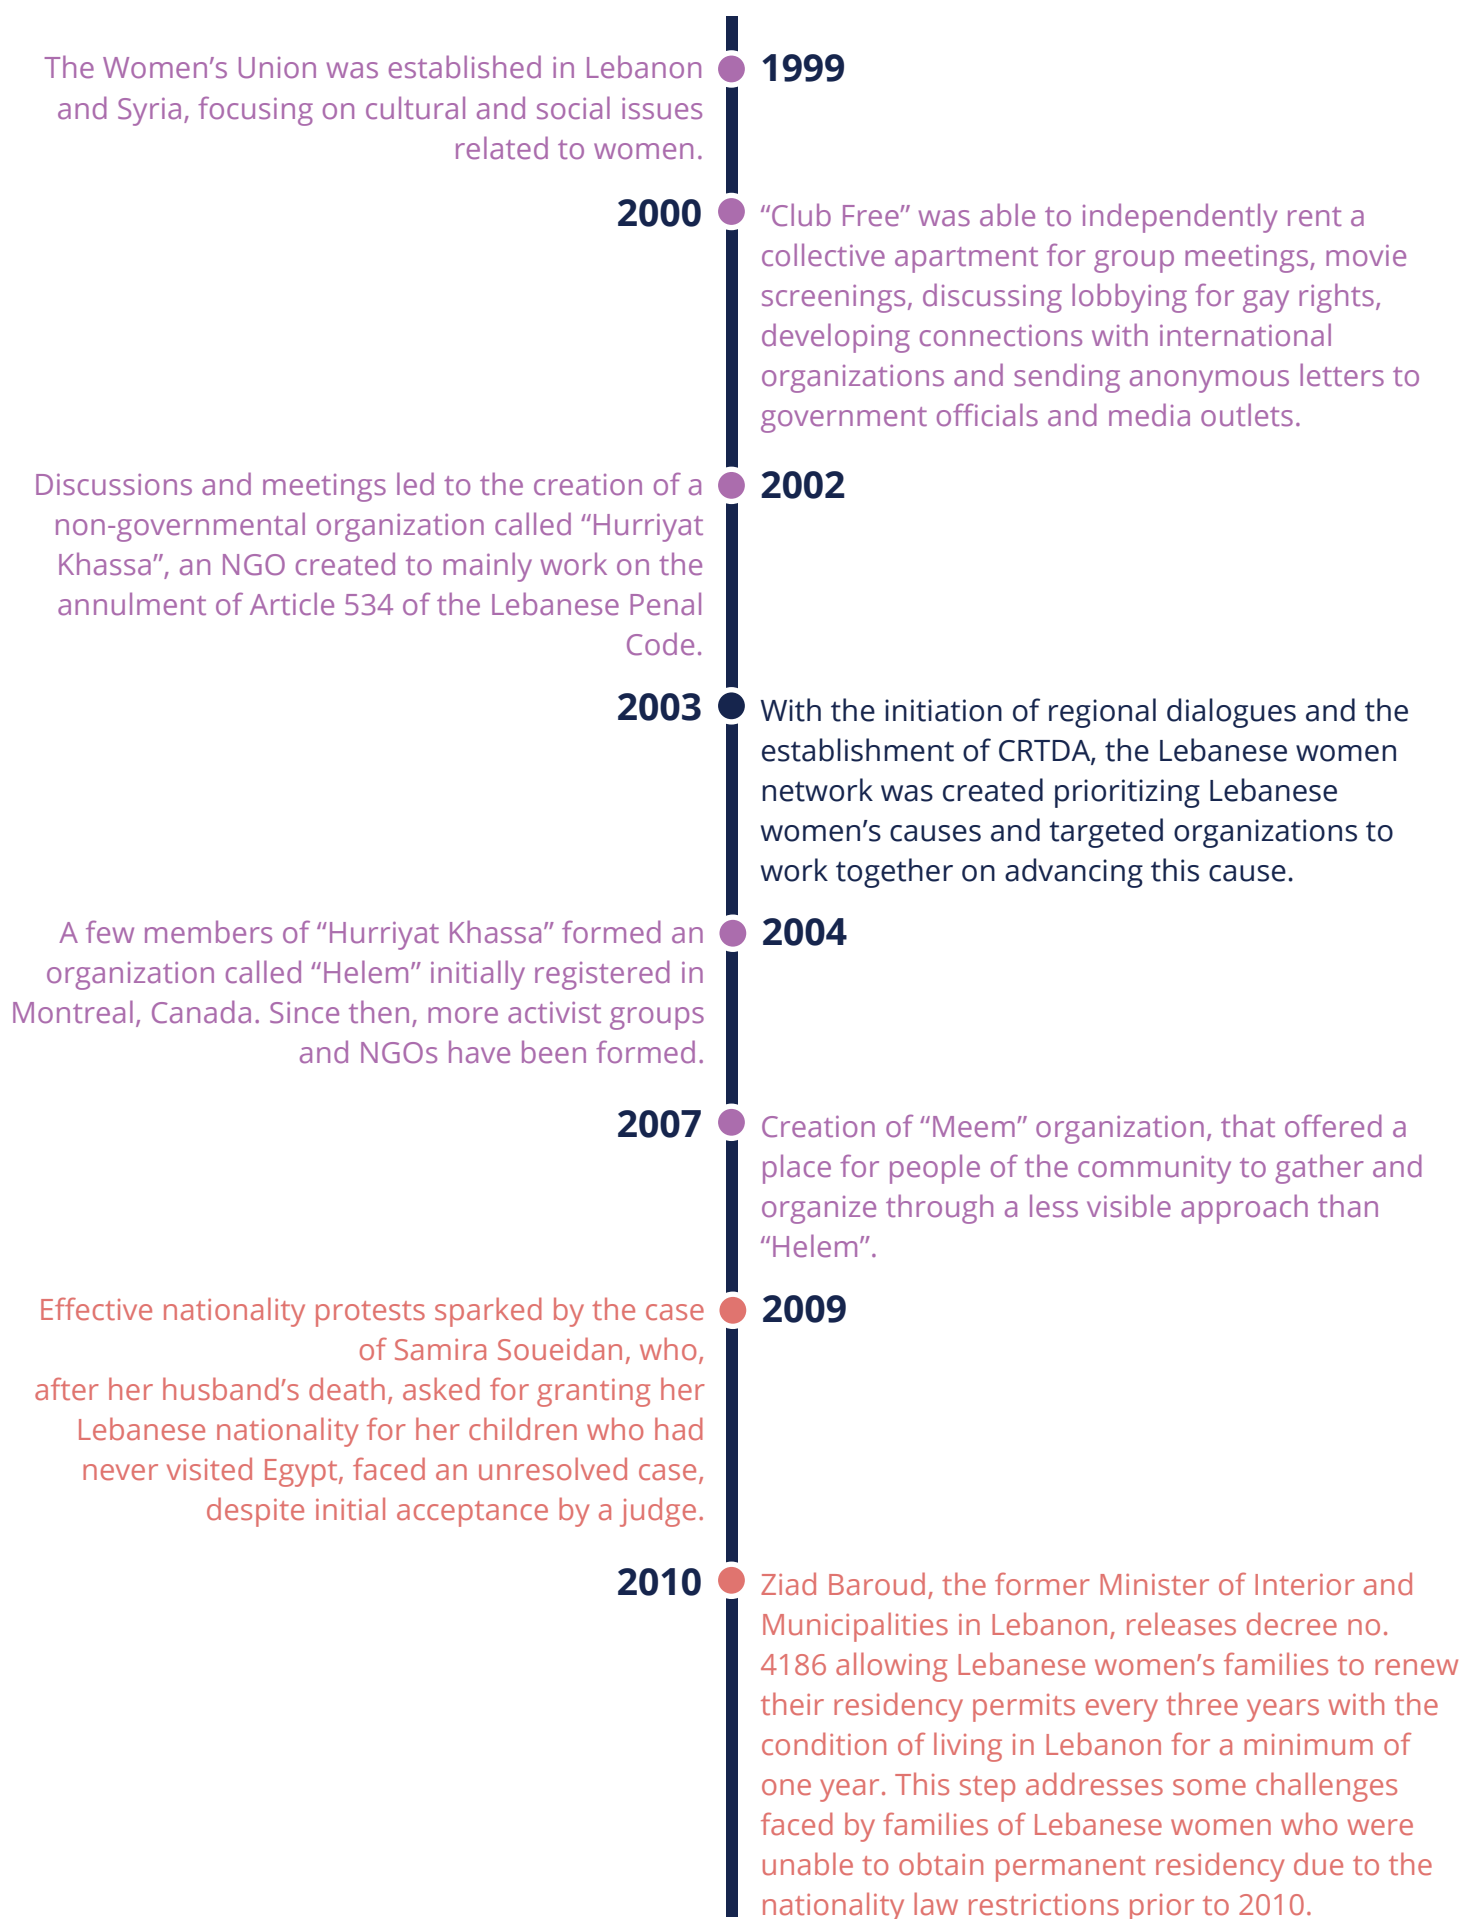 1999
The Women’s Union was established in Lebanon
and Syria, focusing on cultural and social issues
related to women.
2000
“Club Free” was able to independently rent a
collective apartment for group meetings, movie
screenings, discussing lobbying for gay rights,
developing connections with international
organizations and sending anonymous letters to
government officials and media outlets.
2002
Discussions and meetings led to the creation of a
non-governmental organization called “Hurriyat
Khassa”, an NGO created to mainly work on the
annulment of Article 534 of the Lebanese Penal
Code.
2003
With the initiation of regional dialogues and the
establishment of CRTDA, the Lebanese women
network was created prioritizing Lebanese
women’s causes and targeted organizations to
work together on advancing this cause.
2004
A few members of “Hurriyat Khassa” formed an
organization called “Helem” initially registered in
Montreal, Canada. Since then, more activist groups
and NGOs have been formed.
2007
Creation of “Meem” organization, that offered a
place for people of the community to gather and
organize through a less visible approach than
“Helem”.
2009
Effective nationality protests sparked by the case
of Samira Soueidan, who,
after her husband’s death, asked for granting her
Lebanese nationality for her children who had
never visited Egypt, faced an unresolved case,
despite initial acceptance by a judge.
2010
Ziad Baroud, the former Minister of Interior and
Municipalities in Lebanon, releases decree no.
4186 allowing Lebanese women’s families to renew
their residency permits every three years with the
condition of living in Lebanon for a minimum of
one year. This step addresses some challenges
faced by families of Lebanese women who were
unable to obtain permanent residency due to the
nationality law restrictions prior to 2010.